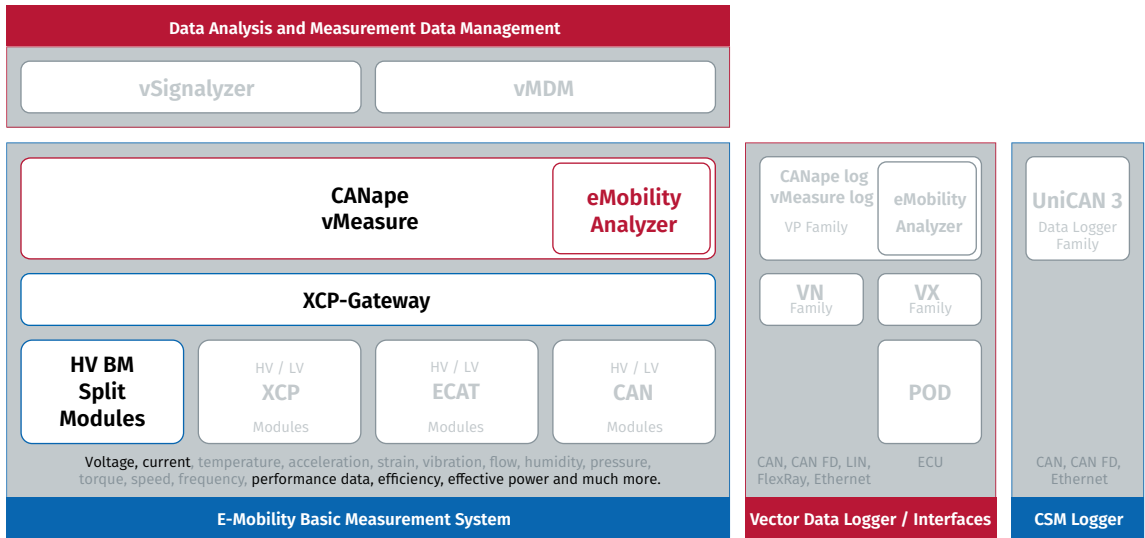 Data Analysis and Measurement Data Management
vSignalyzer
vMDM
CANape
vMeasure
eMobility
Analyzer
XCP-Gateway
HV BM
Split
Modules
HV / LV
XCP
Modules
HV / LV
ECAT
Modules
HV / LV
CAN
Modules
Voltage, current, temperature, acceleration, strain, vibration, flow, humidity, pressure,
torque, speed, frequency, performance data, efficiency, effective power and much more.
E-Mobility Basic Measurement System
CANape log
vMeasure log
VP Family
eMobility
Analyzer
VN
Family
VX
Family
POD
CAN, CAN FD, LIN,
FlexRay, Ethernet
ECU
Vector Data Logger / Interfaces
UniCAN 3
Data Logger
Family
CAN, CAN FD,
Ethernet
CSM Logger